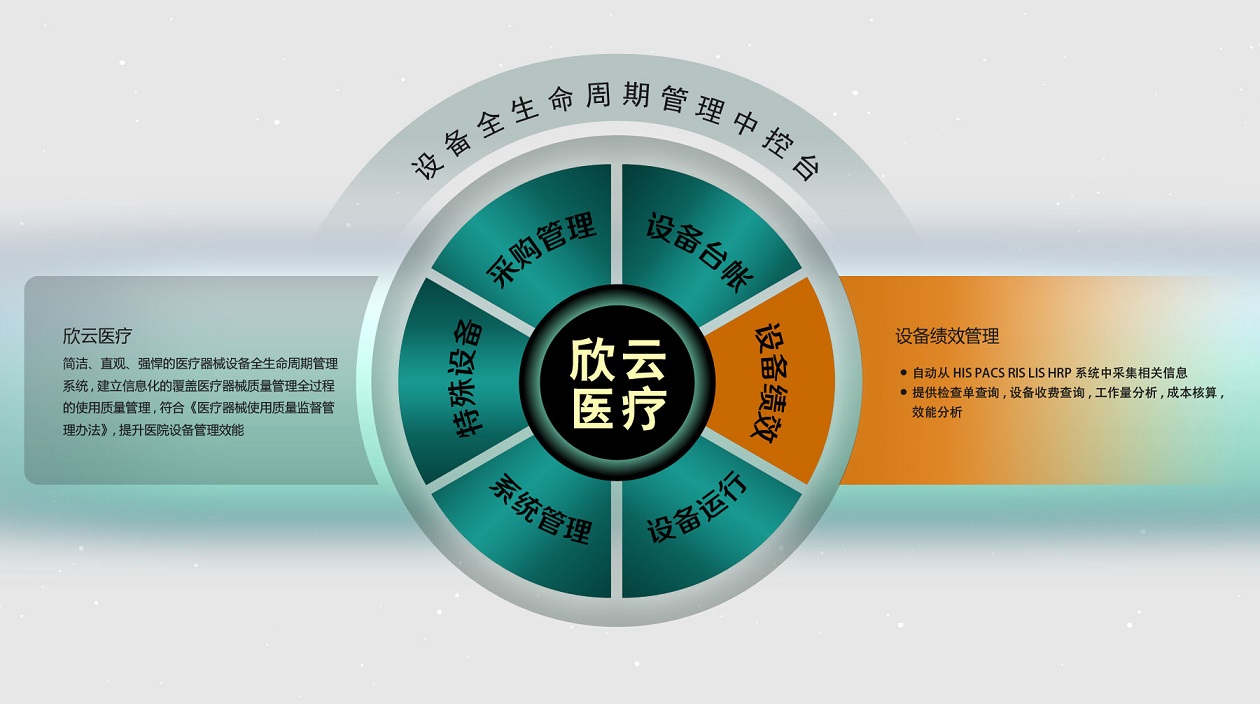 设备全生命周期管理中控台
采购管理
设备台帐
特殊设备
设备绩效
系统管理
设备运行
欣云
医疗
欣云医疗
简洁、直观、强悍的医疗器械设备全生命周期管理
系统，建立信息化的覆盖医疗器械质量管理全过程
的使用质量管理，符合《医疗器械使用质量监督管
理办法》，提升医院设备管理效能
设备绩效管理
● 自动从 HIS PACS RIS LIS HRP 系统中采集相关信息
● 提供检查单查询，设备收费查询，工作量分析，成本核算，
效能分析